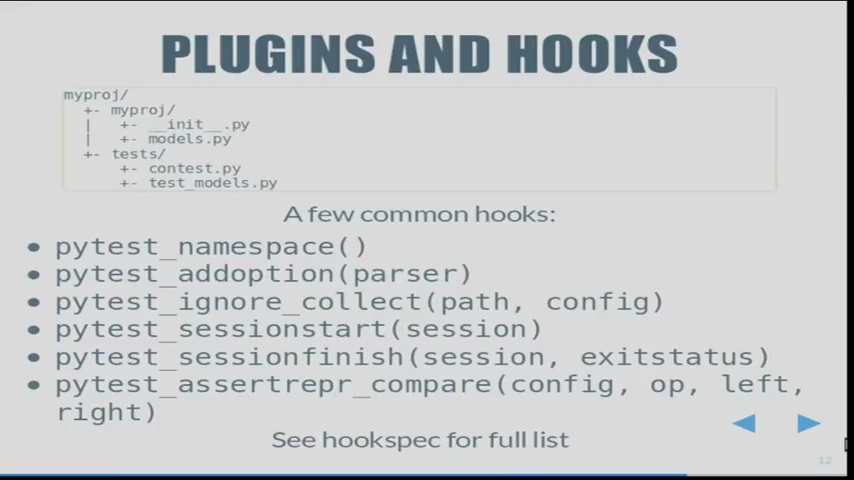 PLUGINS AND HOOKS
myproj/
+- myproj/
|   +- __init__.py
|   +- models.py
+- tests/
+- contest.py
+- test_models.py
A few common hooks:
• pytest_namespace()
• pytest_addoption(parser)
• pytest_ignore_collect(path, config)
• pytest_sessionstart(session)
• pytest_sessionfinish(session, exitstatus)
• pytest_assertrepr_compare(config, op, left,
right)
See hookspec for full list
12